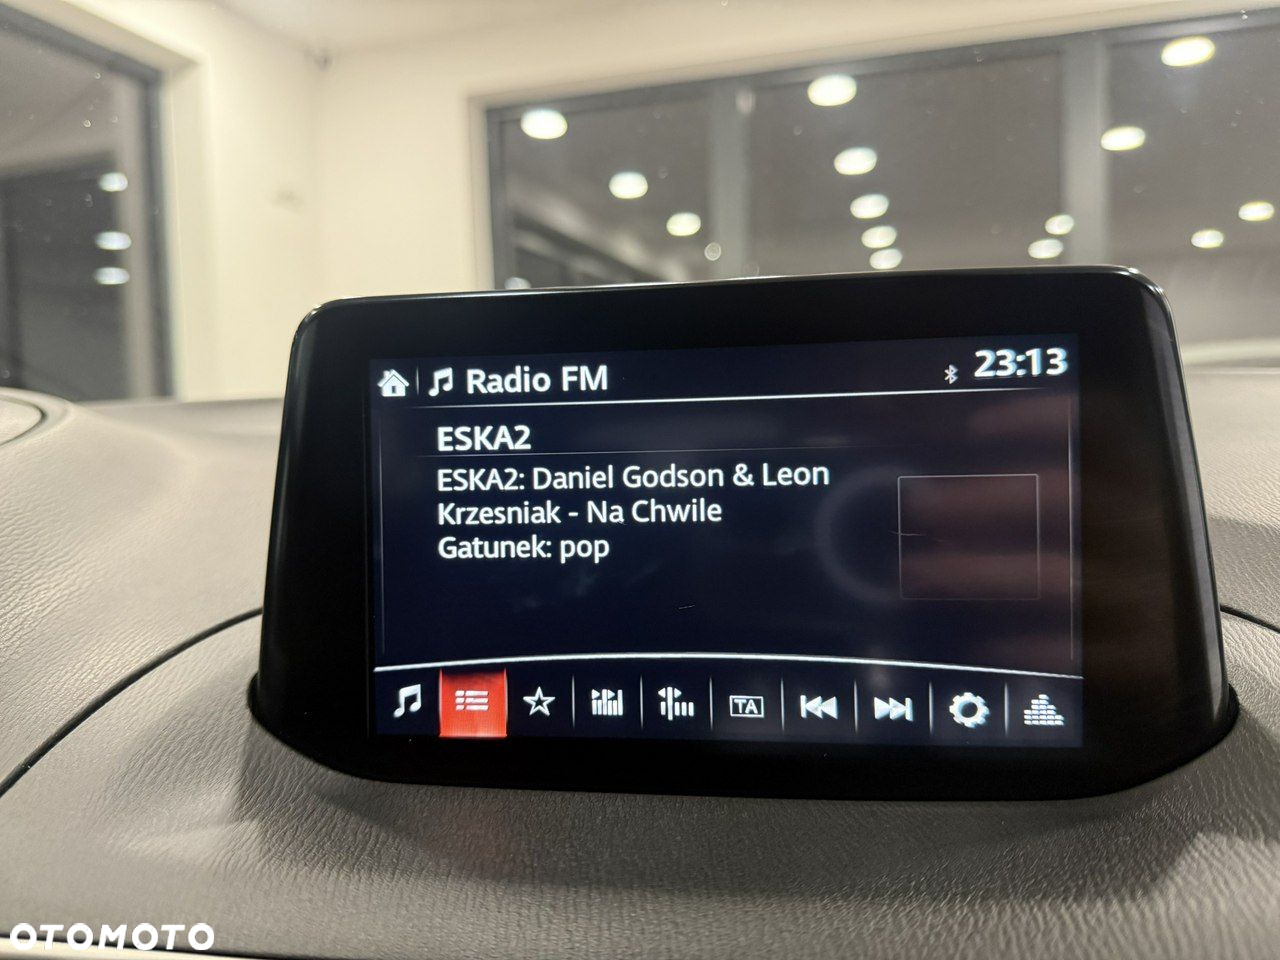 Radio FM
23:13
ESKA2
ESKA2: Daniel Godson & Leon
Krzesniak - Na Chwile
Gatunek: pop
TA
OTOMOTO